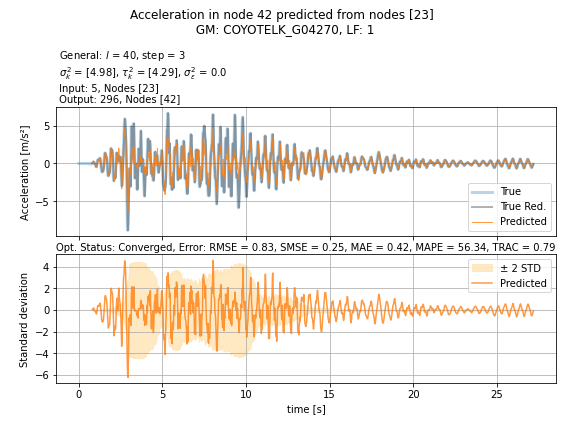 Acceleration in node 42 predicted from nodes [23]
GM: COYOTELK_G04270, LF: 1
General: l = 40, step = 3
σ²ₖ = [4.98], τ²ₖ = [4.29], σ²ε = 0.0
Input: 5, Nodes [23]
Output: 296, Nodes [42]
Acceleration [m/s²]
5
0
−5
True
True Red.
Predicted
Opt. Status: Converged, Error: RMSE = 0.83, SMSE = 0.25, MAE = 0.42, MAPE = 56.34, TRAC = 0.79
Standard deviation
4
2
0
−2
−4
−6
± 2 STD
Predicted
0 5 10 15 20 25
time [s]